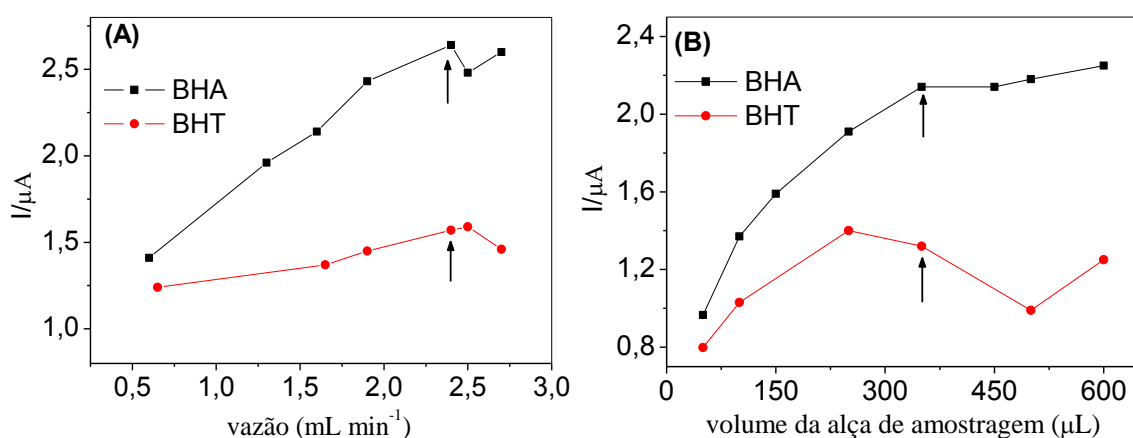 (A)
BHA
BHT
I/μA
2,5
2,0
1,5
1,0
0,5 1,0 1,5 2,0 2,5 3,0
vazão (mL min⁻¹)
(B)
BHA
BHT
I/μA
2,4
2,0
1,6
1,2
0,8
0 150 300 450 600
volume da alça de amostragem (μL)